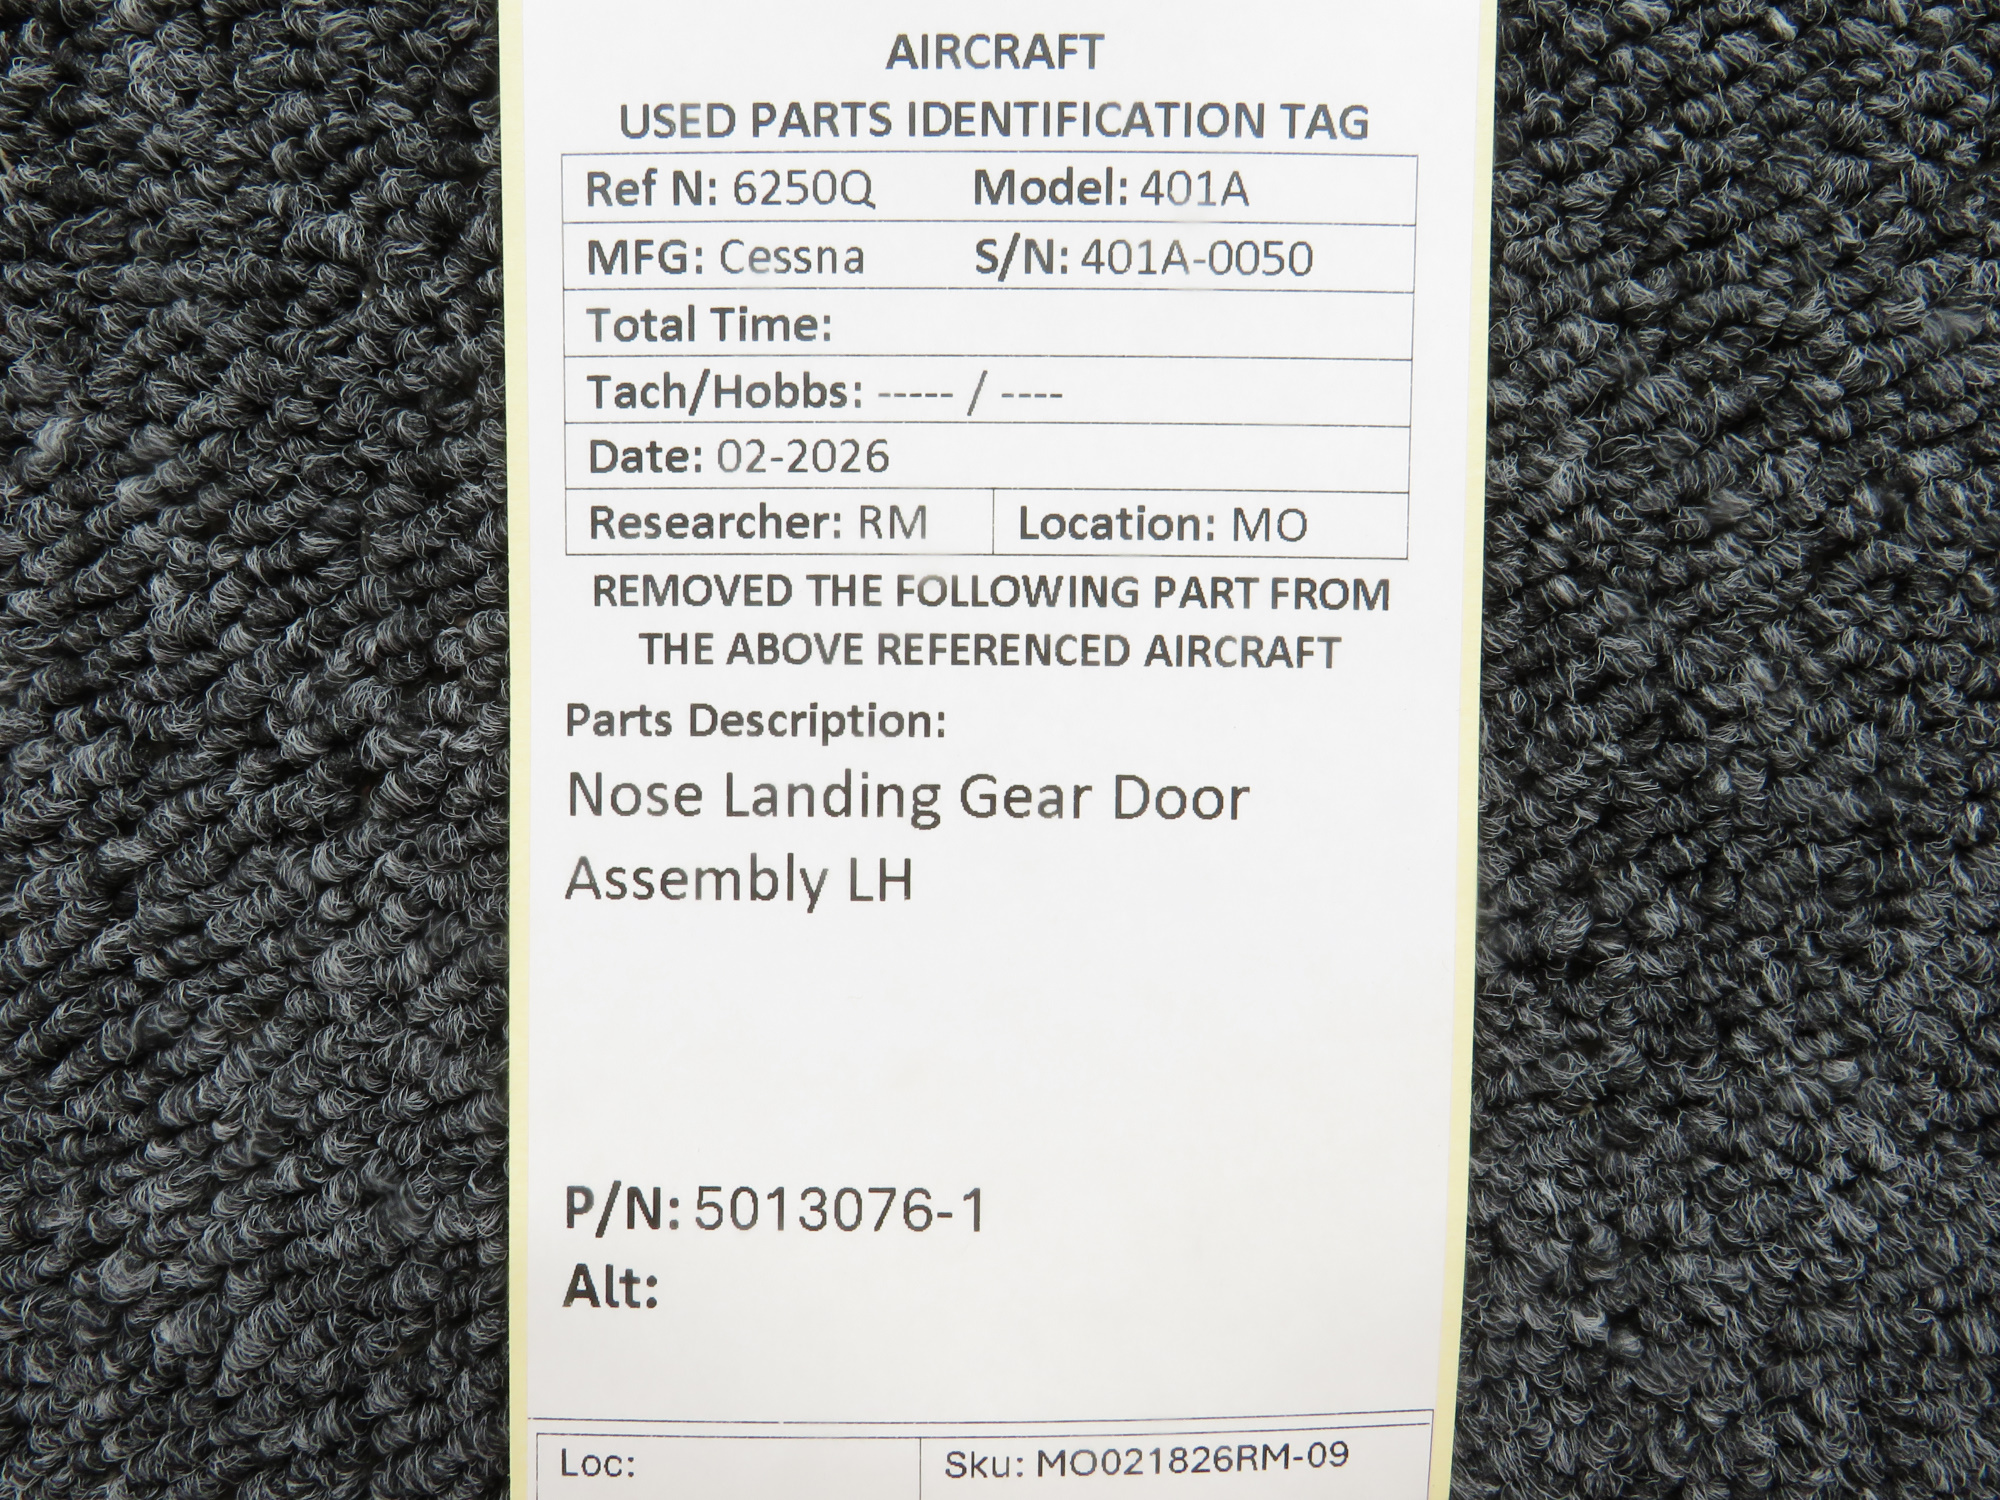 AIRCRAFT
USED PARTS IDENTIFICATION TAG
Ref N: 6250Q Model: 401A
MFG: Cessna S/N: 401A-0050
Total Time:
Tach/Hobbs: ----- / ----
Date: 02-2026
Researcher: RM Location: MO
REMOVED THE FOLLOWING PART FROM
THE ABOVE REFERENCED AIRCRAFT
Parts Description:
Nose Landing Gear Door
Assembly LH
P/N: 5013076-1
Alt:
Loc: Sku: MO021826RM-09